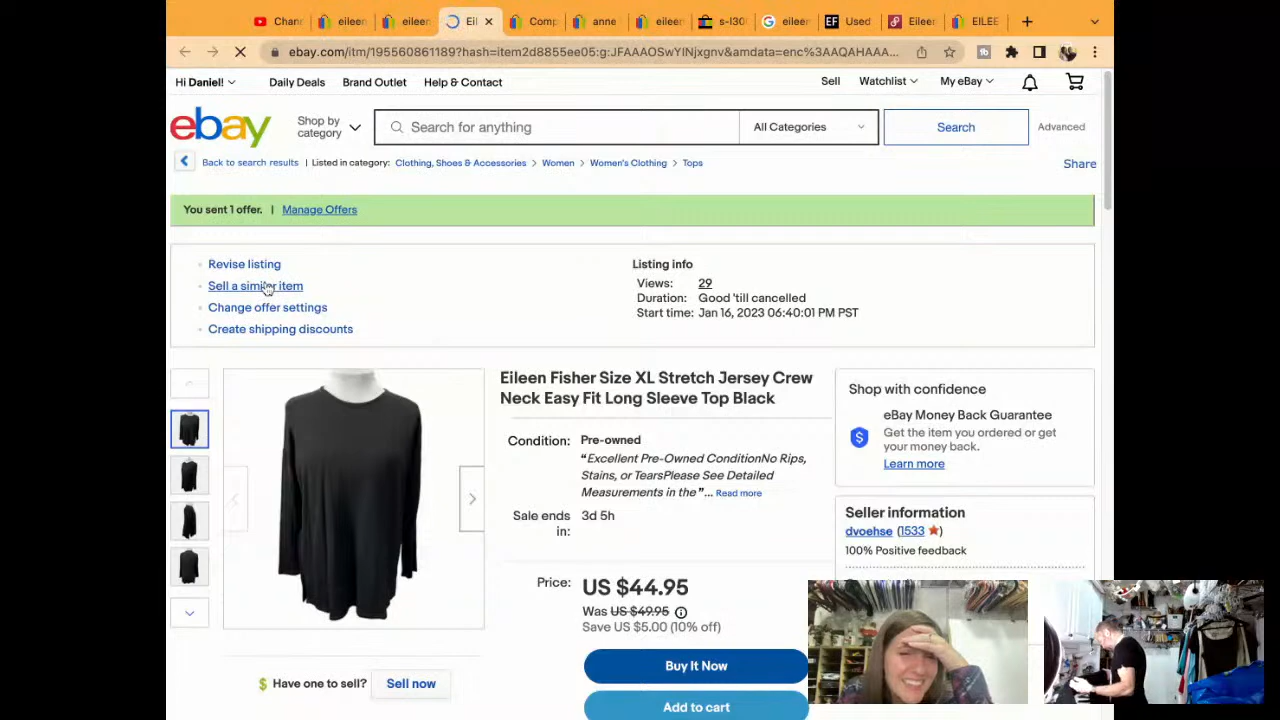 Chan
eileen
eileen
Eil
Comp
anne
eileen
s-l30
eileen
EF Used
Eileen
EILEE
ebay.com/itm/195560861189?hash=item2d8855ee05:g:JFAAAOSwYINjxgnv&amdata=enc%3AAQAHAAA...
Hi Daniel!
Daily Deals
Brand Outlet
Help & Contact
Sell
Watchlist
My eBay
ebay
Shop by category
Search for anything
All Categories
Search
Advanced
Back to search results | Listed in category: Clothing, Shoes & Accessories > Women > Women's Clothing > Tops
Share
You sent 1 offer. | Manage Offers
Revise listing
Sell a similar item
Change offer settings
Create shipping discounts
Listing info
Views: 29
Duration: Good 'till cancelled
Start time: Jan 16, 2023 06:40:01 PM PST
Eileen Fisher Size XL Stretch Jersey Crew
Neck Easy Fit Long Sleeve Top Black
Condition: Pre-owned
“Excellent Pre-Owned ConditionNo Rips,
Stains, or TearsPlease See Detailed
Measurements in the”... Read more
Sale ends in: 3d 5h
Price: US $44.95
Was US $49.95
Save US $5.00 (10% off)
Buy It Now
Add to cart
Shop with confidence
eBay Money Back Guarantee
Get the item you ordered or get
your money back.
Learn more
Seller information
dvoehse (1533)
100% Positive feedback
$ Have one to sell? Sell now